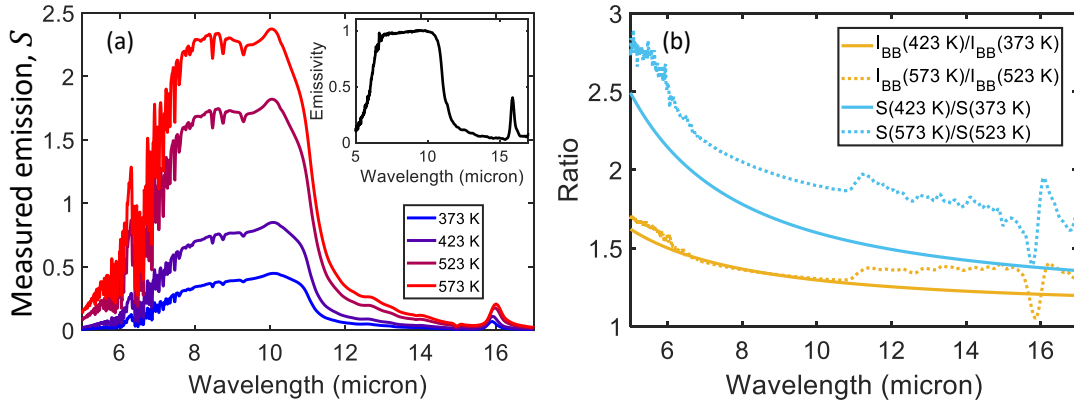 (a)
Measured emission, S
2.5
2
1.5
1
0.5
0
6 8 10 12 14 16
Wavelength (micron)
Emissivity
1
0.5
0
5 10 15
Wavelength (micron)
373 K
423 K
523 K
573 K
(b)
Ratio
3
2.5
2
1.5
1
6 8 10 12 14 16
Wavelength (micron)
I_BB(423 K)/I_BB(373 K)
I_BB(573 K)/I_BB(523 K)
S(423 K)/S(373 K)
S(573 K)/S(523 K)